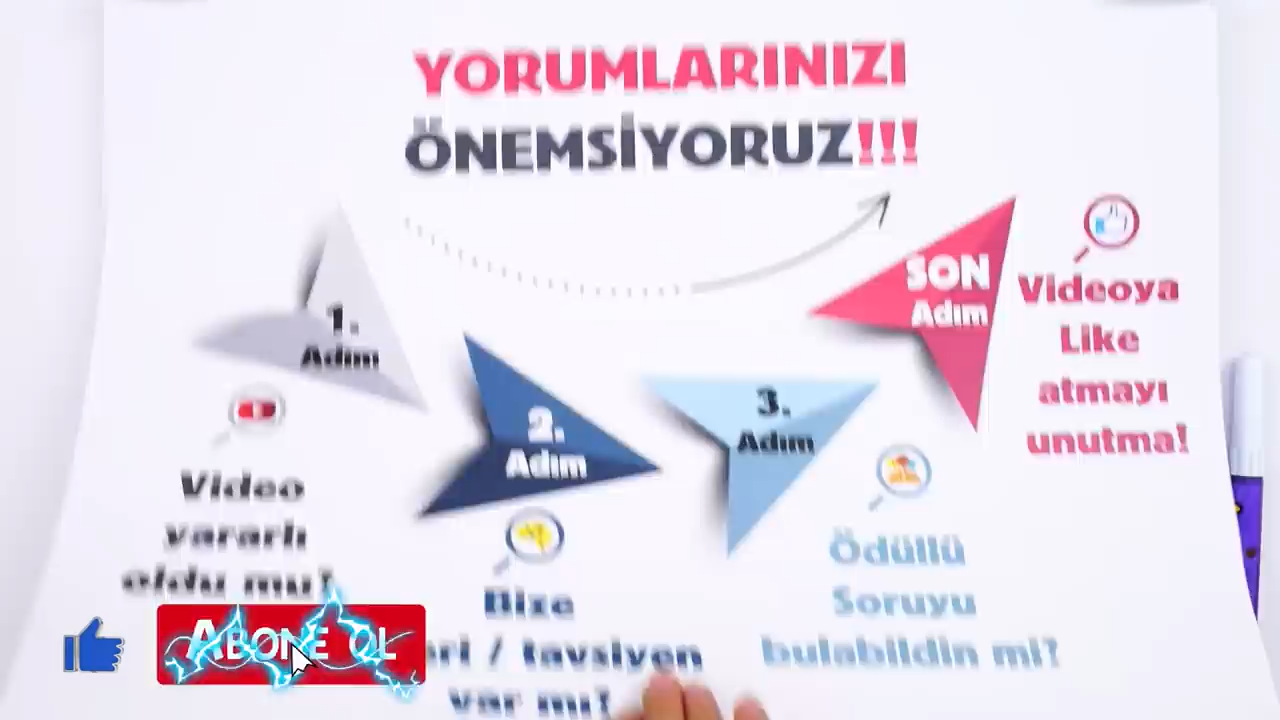 YORUMLARINIZI
ÖNEMSİYORUZ!!!
1.
Adım
Video
yararlı
oldu mu?
2.
Adım
Bize
/ tavsiyen
var mı?
3.
Adım
Ödüllü
Soruyu
bulabildin mi?
SON
Adım
Videoya
Like
atmayı
unutma!
ABONE OL